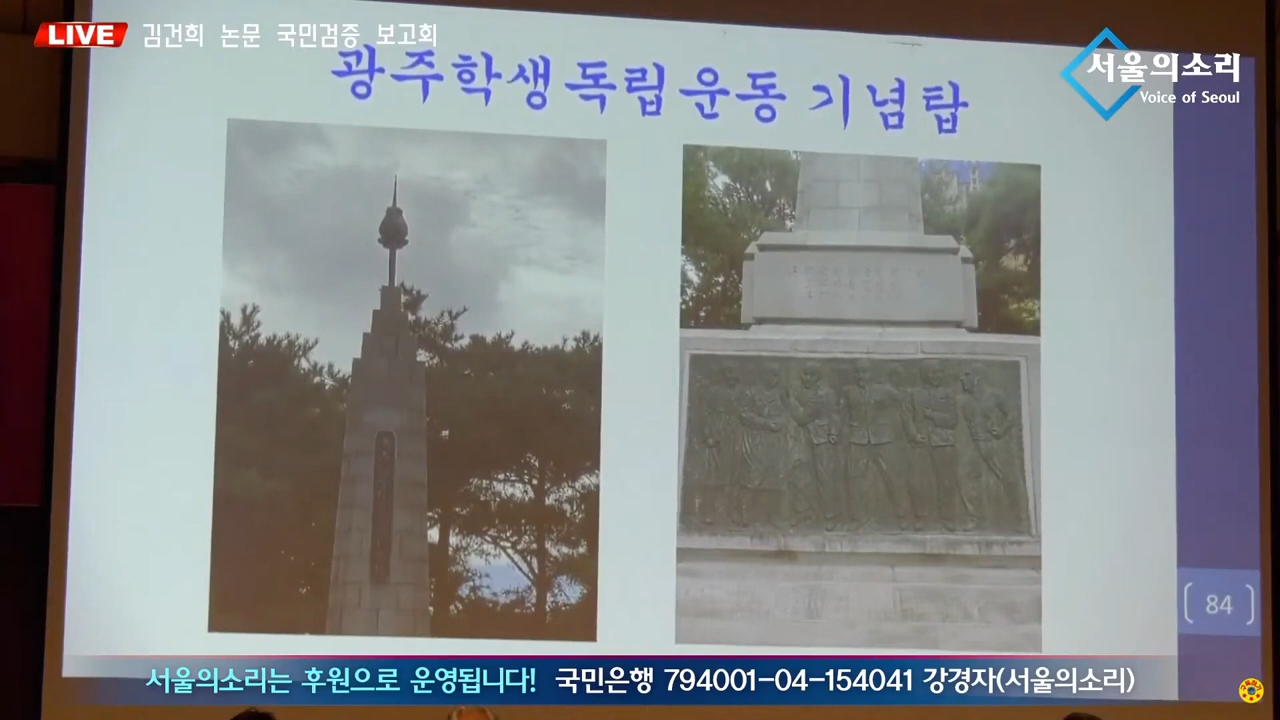 LIVE 김건희 논문 국민검증 보고회
서울의소리
Voice of Seoul
광주학생독립운동 기념탑
84
서울의소리는 후원으로 운영됩니다! 국민은행 794001-04-154041 강경자(서울의소리)